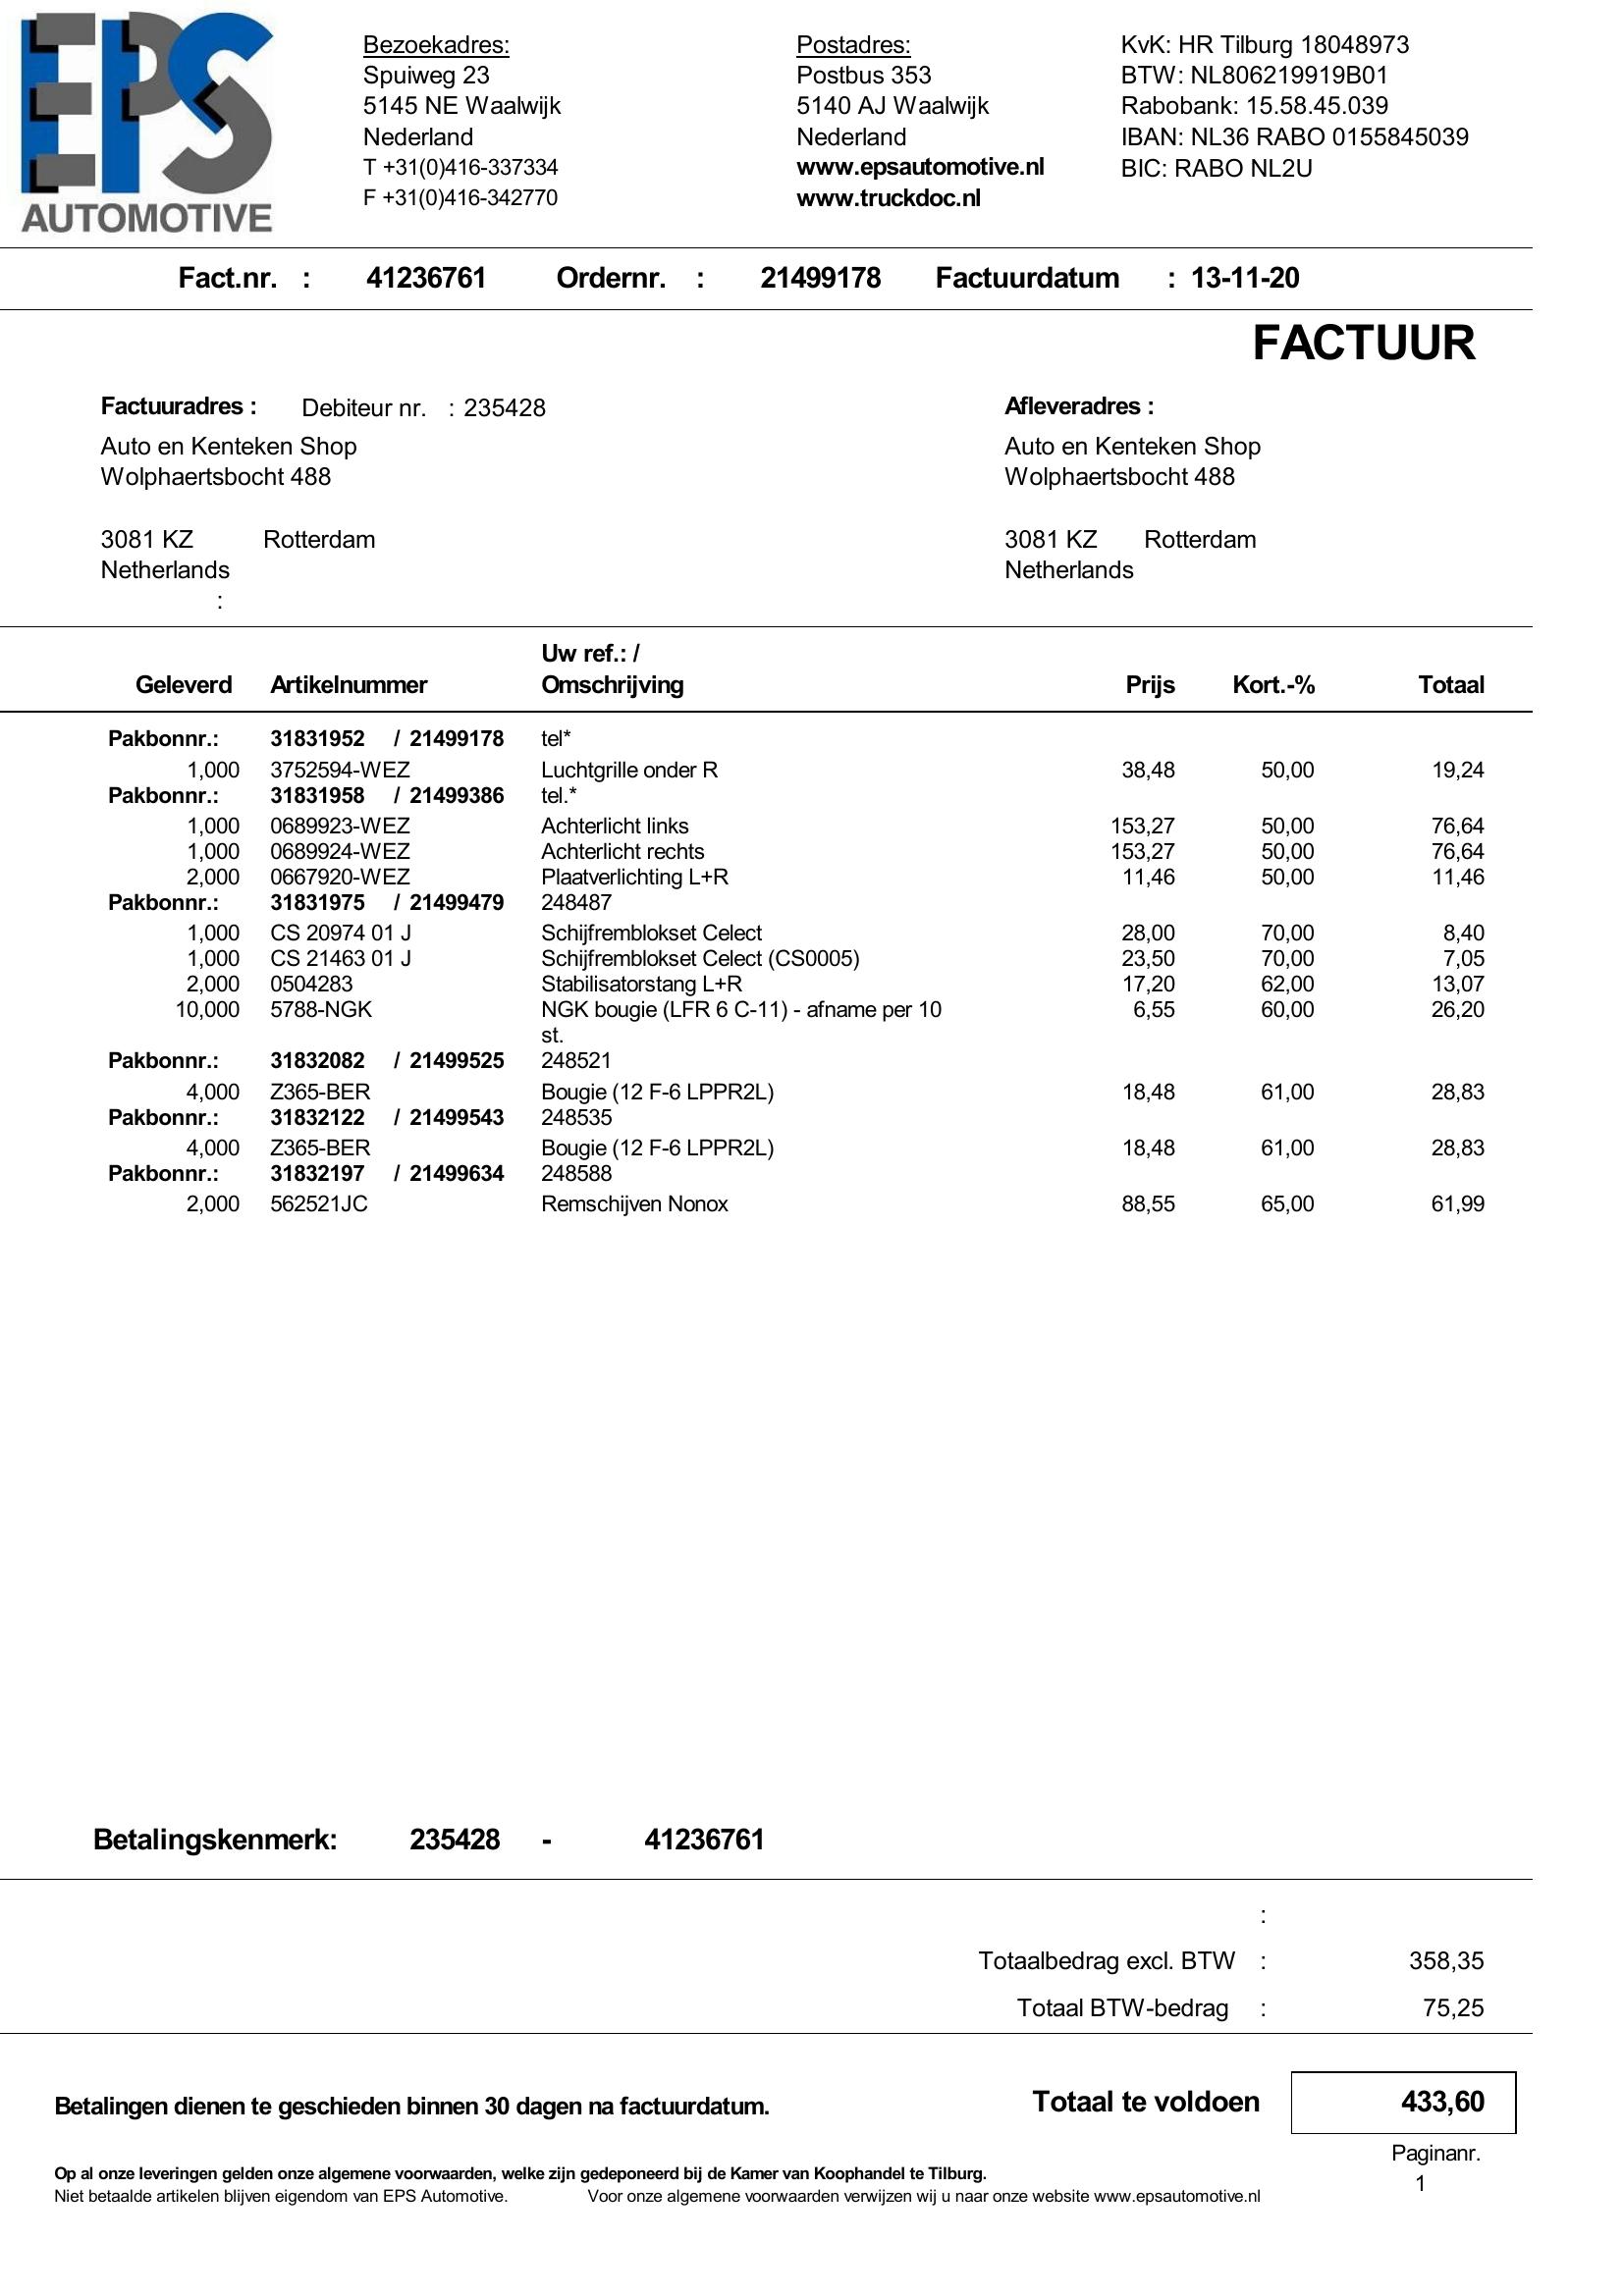 EPS
AUTOMOTIVE
Bezoekadres:
Spuiweg 23
5145 NE Waalwijk
Nederland
T +31(0)416-337334
F +31(0)416-342770
Postadres:
Postbus 353
5140 AJ Waalwijk
Nederland
www.epsautomotive.nl
www.truckdoc.nl
KvK: HR Tilburg 18048973
BTW: NL806219919B01
Rabobank: 15.58.45.039
IBAN: NL36 RABO 0155845039
BIC: RABO NL2U
Fact.nr. : 41236761 Ordernr. : 21499178 Factuurdatum : 13-11-20
FACTUUR
Factuuradres : Debiteur nr. : 235428
Auto en Kenteken Shop
Wolphaertsbocht 488
3081 KZ Rotterdam
Netherlands
:
Afleveradres :
Auto en Kenteken Shop
Wolphaertsbocht 488
3081 KZ Rotterdam
Netherlands
Uw ref.: /
Geleverd Artikelnummer Omschrijving Prijs Kort.-% Totaal
Pakbonnr.: 31831952 / 21499178 tel*
1,000 3752594-WEZ Luchtgrille onder R 38,48 50,00 19,24
Pakbonnr.: 31831958 / 21499386 tel.*
1,000 0689923-WEZ Achterlicht links 153,27 50,00 76,64
1,000 0689924-WEZ Achterlicht rechts 153,27 50,00 76,64
2,000 0667920-WEZ Plaatverlichting L+R 11,46 50,00 11,46
Pakbonnr.: 31831975 / 21499479 248487
1,000 CS 20974 01 J Schijfremblokset Celect 28,00 70,00 8,40
1,000 CS 21463 01 J Schijfremblokset Celect (CS0005) 23,50 70,00 7,05
2,000 0504283 Stabilisatorstang L+R 17,20 62,00 13,07
10,000 5788-NGK NGK bougie (LFR 6 C-11) - afname per 10 6,55 60,00 26,20
st.
Pakbonnr.: 31832082 / 21499525 248521
4,000 Z365-BER Bougie (12 F-6 LPPR2L) 18,48 61,00 28,83
Pakbonnr.: 31832122 / 21499543 248535
4,000 Z365-BER Bougie (12 F-6 LPPR2L) 18,48 61,00 28,83
Pakbonnr.: 31832197 / 21499634 248588
2,000 562521JC Remschijven Nonox 88,55 65,00 61,99
Betalingskenmerk: 235428 - 41236761
:
Totaalbedrag excl. BTW : 358,35
Totaal BTW-bedrag : 75,25
Betalingen dienen te geschieden binnen 30 dagen na factuurdatum.
Totaal te voldoen 433,60
Paginanr.
1
Op al onze leveringen gelden onze algemene voorwaarden, welke zijn gedeponeerd bij de Kamer van Koophandel te Tilburg.
Niet betaalde artikelen blijven eigendom van EPS Automotive. Voor onze algemene voorwaarden verwijzen wij u naar onze website www.epsautomotive.nl